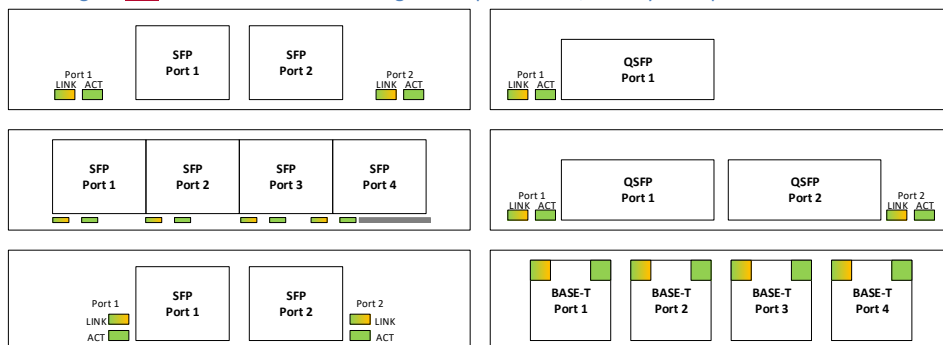 SFP
Port 1
SFP
Port 2
Port 1
LINK ACT
Port 2
LINK ACT
QSFP
Port 1
Port 1
LINK ACT
SFP
Port 1
SFP
Port 2
SFP
Port 3
SFP
Port 4
QSFP
Port 1
QSFP
Port 2
Port 1
LINK ACT
Port 2
LINK ACT
SFP
Port 1
SFP
Port 2
Port 1
LINK
ACT
Port 2
LINK
ACT
BASE-T
Port 1
BASE-T
Port 2
BASE-T
Port 3
BASE-T
Port 4